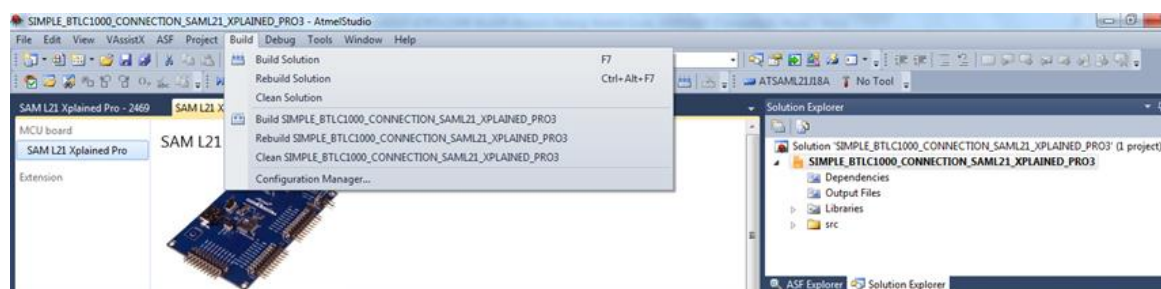 SIMPLE_BTLC1000_CONNECTION_SAML21_XPLAINED_PRO3 - AtmelStudio
File Edit View VAssistX ASF Project Build Debug Tools Window Help
Build Solution F7
Rebuild Solution Ctrl+Alt+F7
Clean Solution
Build SIMPLE_BTLC1000_CONNECTION_SAML21_XPLAINED_PRO3
Rebuild SIMPLE_BTLC1000_CONNECTION_SAML21_XPLAINED_PRO3
Clean SIMPLE_BTLC1000_CONNECTION_SAML21_XPLAINED_PRO3
Configuration Manager...
ATSAML21J18A No Tool
SAM L21 Xplained Pro - 2469 SAM L21 X
MCU board
SAM L21 Xplained Pro
Extension
SAM L21
Solution Explorer
Solution 'SIMPLE_BTLC1000_CONNECTION_SAML21_XPLAINED_PRO3' (1 project)
SIMPLE_BTLC1000_CONNECTION_SAML21_XPLAINED_PRO3
Dependencies
Output Files
Libraries
src
ASF Explorer Solution Explorer